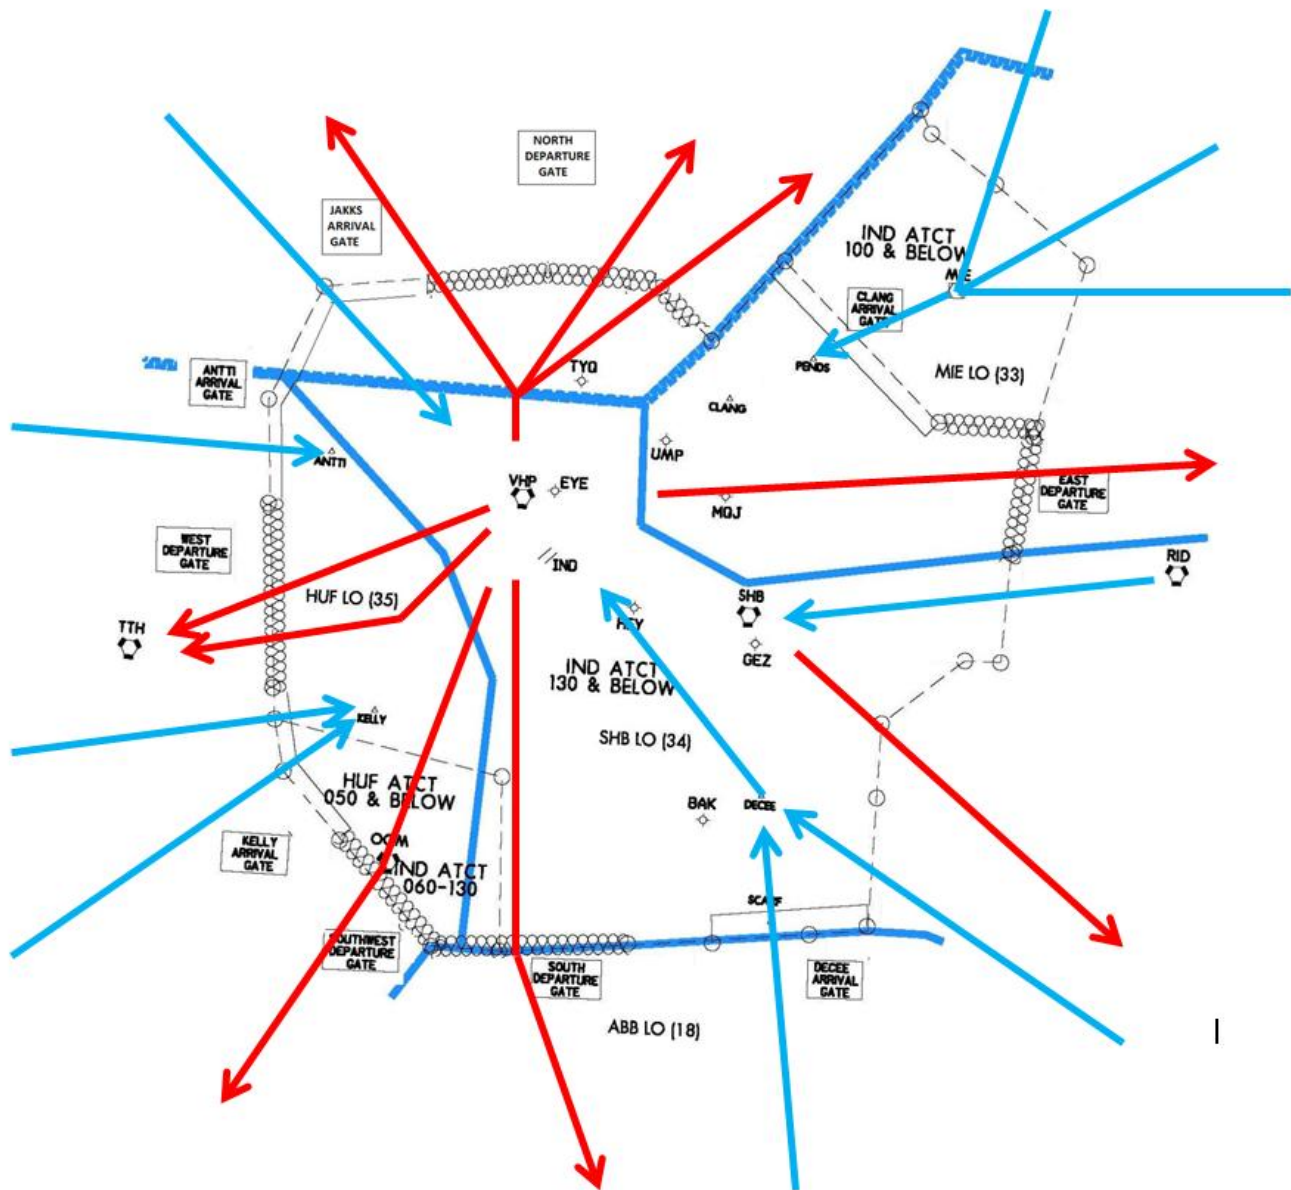 NORTH
DEPARTURE
GATE
JAKKS
ARRIVAL
GATE
IND ATCT
100 & BELOW
MIE
CLANG
ARRIVAL
GATE
ANTTI
ARRIVAL
GATE
TYQ
PENDS
MIE LO (33)
CLANG
UMP
ANTTI
VHP
EYE
MQJ
EAST
DEPARTURE
GATE
WEST
DEPARTURE
GATE
IND
RID
HUF LO (35)
SHB
TTH
HFY
GEZ
IND ATCT
130 & BELOW
KELLY
SHB LO (34)
HUF ATCT
050 & BELOW
BAK
DECEE
KELLY
ARRIVAL
GATE
OOM
IND ATCT
060-130
SOUTHWEST
DEPARTURE
GATE
SOUTH
DEPARTURE
GATE
DECEE
ARRIVAL
GATE
ABB LO (18)